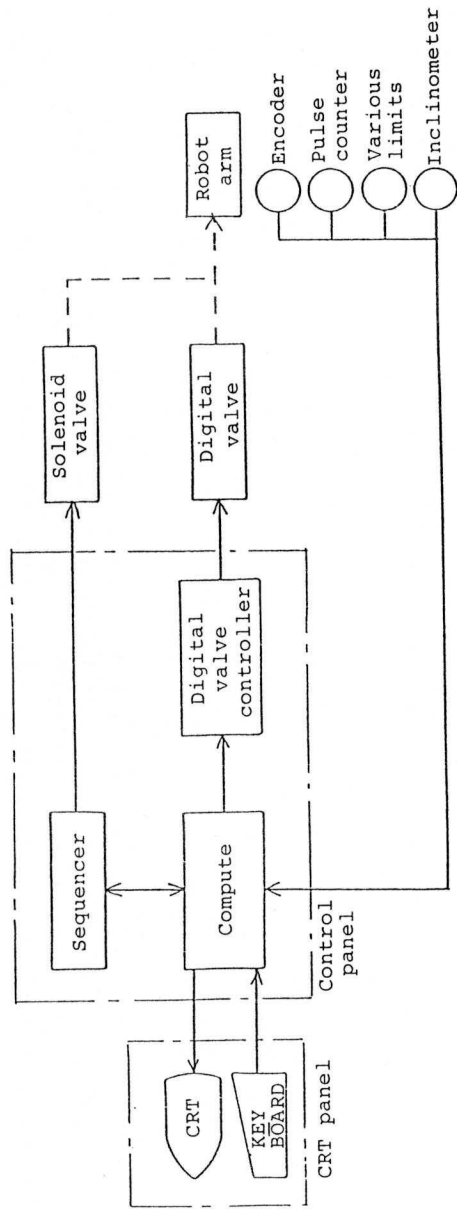 Sequencer
Solenoid
valve
CRT
KEY
BOARD
CRT panel
Compute
Control
panel
Digital
valve
controller
Digital
valve
Robot
arm
Encoder
Pulse
counter
Various
limits
Inclinometer